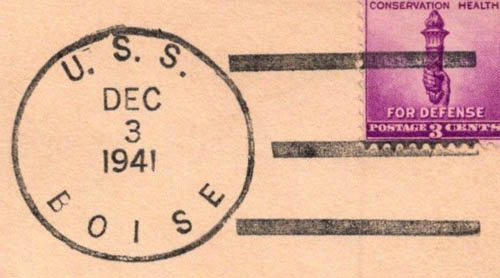 U. S. S.
DEC
3
1941
BOISE
CONSERVATION HEALTH
FOR DEFENSE
POSTAGE 3 CENTS